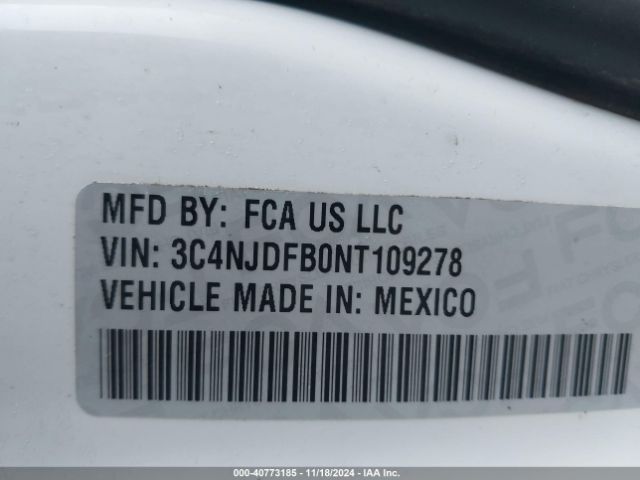 MFD BY: FCA US LLC
VIN: 3C4NJDFB0NT109278
VEHICLE MADE IN: MEXICO
000-40773185 - 11/18/2024 - IAA Inc.